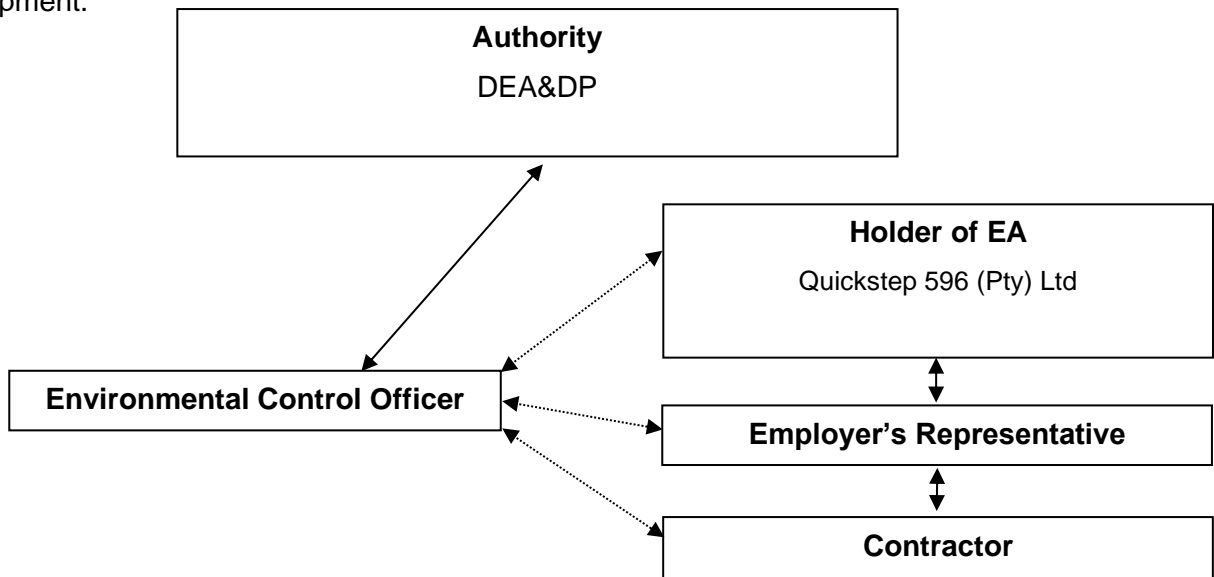 pment.
Authority
DEA&DP
Holder of EA
Quickstep 596 (Pty) Ltd
Environmental Control Officer
Employer's Representative
Contractor